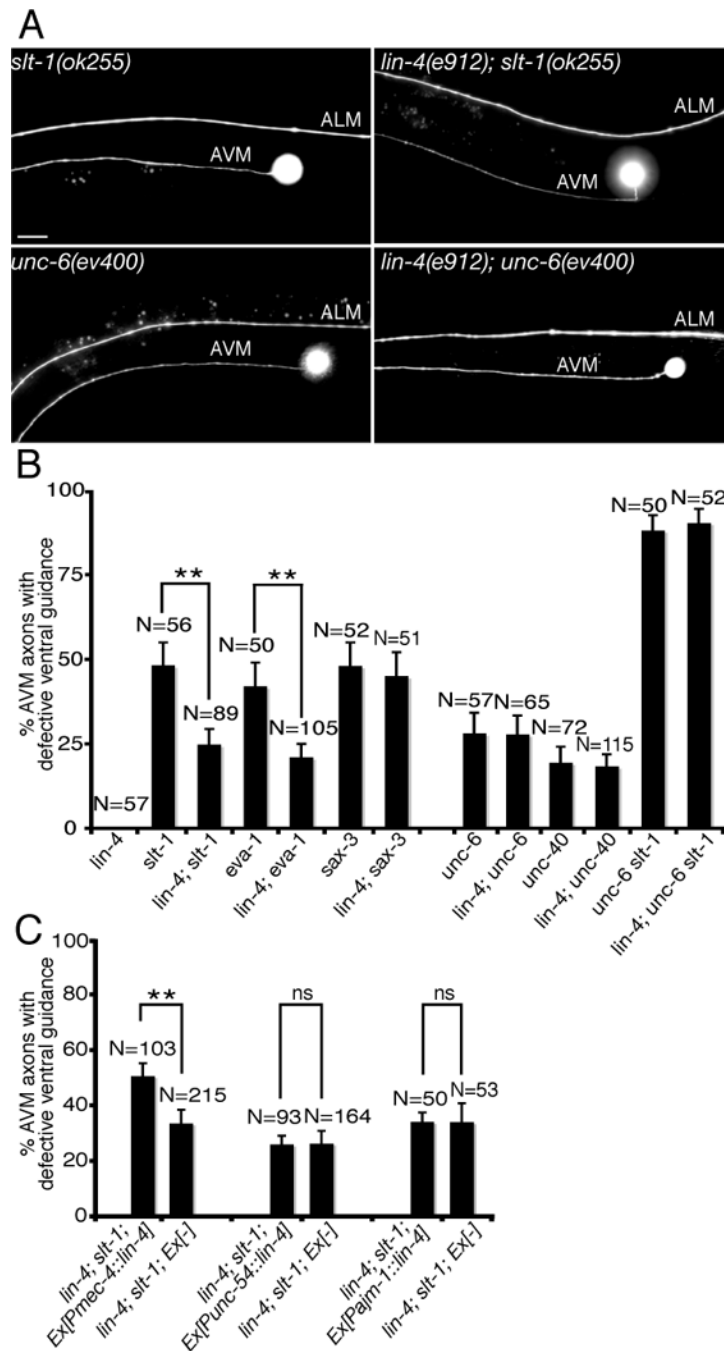 A
slt-1(ok255)
ALM
AVM
lin-4(e912); slt-1(ok255)
ALM
AVM
unc-6(ev400)
ALM
AVM
lin-4(e912); unc-6(ev400)
ALM
AVM
B
% AVM axons with
defective ventral guidance
100
75
50
25
0
**
**
N=57
N=56
N=89
N=50
N=105
N=52
N=51
N=57
N=65
N=72
N=115
N=50
N=52
lin-4
slt-1
lin-4; slt-1
eva-1
lin-4; eva-1
sax-3
lin-4; sax-3
unc-6
lin-4; unc-6
unc-40
lin-4; unc-40
unc-6 slt-1
lin-4; unc-6 slt-1
C
% AVM axons with
defective ventral guidance
100
80
60
40
20
0
**
ns
ns
N=103
N=215
N=93
N=164
N=50
N=53
lin-4; slt-1;
Ex[Pmec-4::lin-4]
lin-4; slt-1; Ex[-]
lin-4; slt-1;
Ex[Punc-54::lin-4]
lin-4; slt-1; Ex[-]
lin-4; slt-1;
Ex[Pajm-1::lin-4]
lin-4; slt-1; Ex[-]